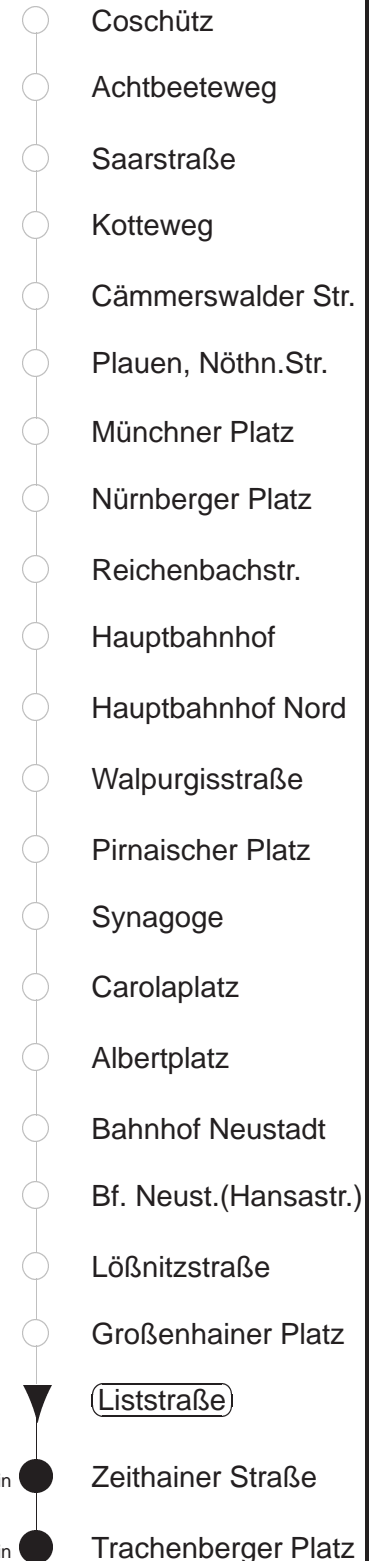 Coschütz
Achtbeeteweg
Saarstraße
Kotteweg
Cämmerswalder Str.
Plauen, Nöthn.Str.
Münchner Platz
Nürnberger Platz
Reichenbachstr.
Hauptbahnhof
Hauptbahnhof Nord
Walpurgisstraße
Pirnaischer Platz
Synagoge
Carolaplatz
Albertplatz
Bahnhof Neustadt
Bf. Neust.(Hansastr.)
Lößnitzstraße
Großenhainer Platz
Liststraße
Zeithainer Straße
Trachenberger Platz